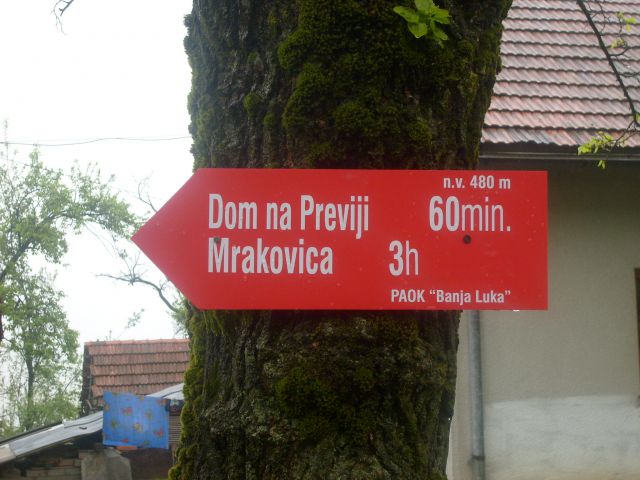 n.v. 480 m
Dom na Previji 60min.
Mrakovica 3h
PAOK "Banja Luka"